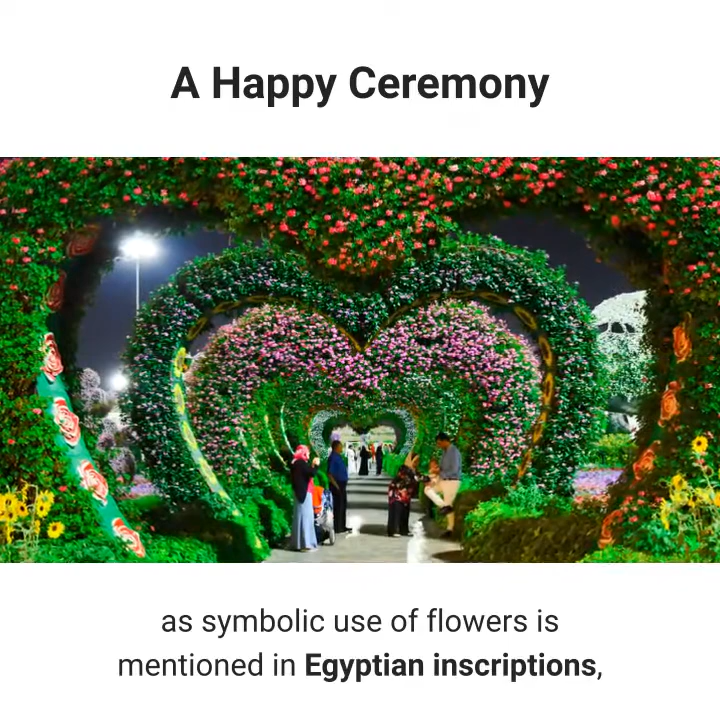 A Happy Ceremony
as symbolic use of flowers is
mentioned in Egyptian inscriptions,